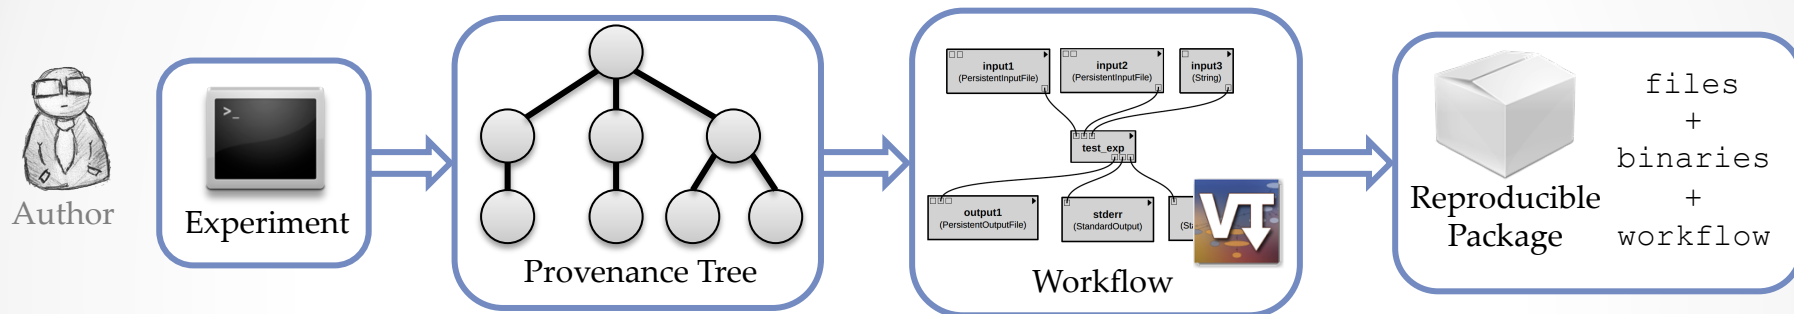 Author
>_
Experiment
Provenance Tree
input1
(PersistentInputFile)
input2
(PersistentInputFile)
input3
(String)
test_exp
output1
(PersistentOutputFile)
stderr
(StandardOutput)
VT
Workflow
Reproducible
Package
files
+
binaries
+
workflow